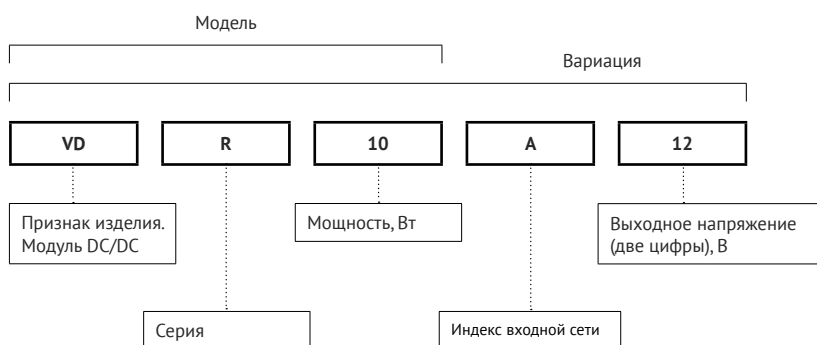 Модель
Вариация
VD
R
10
A
12
Признак изделия.
Модуль DC/DC
Мощность, Вт
Выходное напряжение
(две цифры), В
Серия
Индекс входной сети